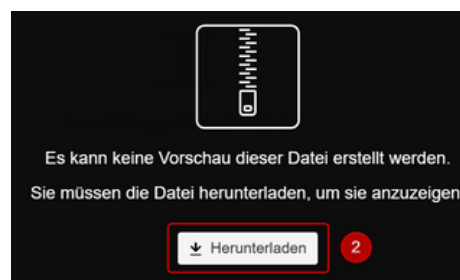 Es kann keine Vorschau dieser Datei erstellt werden.
Sie müssen die Datei herunterladen, um sie anzuzeigen
Herunterladen 2